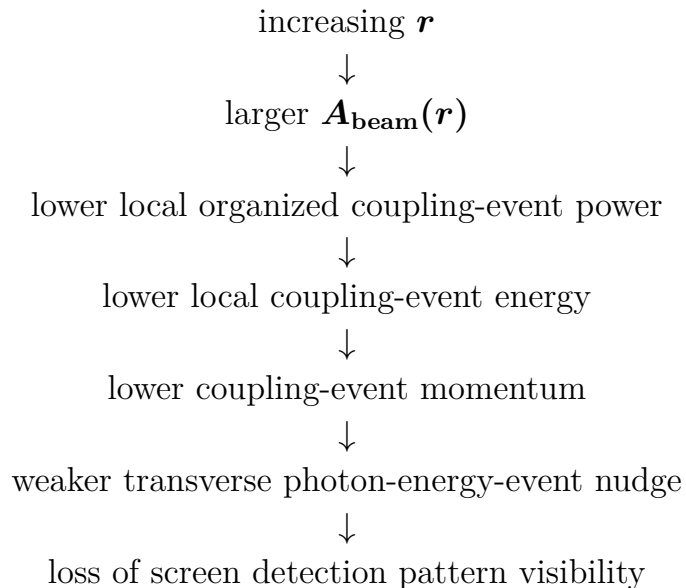 increasing r
↓
larger A_beam(r)
↓
lower local organized coupling-event power
↓
lower local coupling-event energy
↓
lower coupling-event momentum
↓
weaker transverse photon-energy-event nudge
↓
loss of screen detection pattern visibility